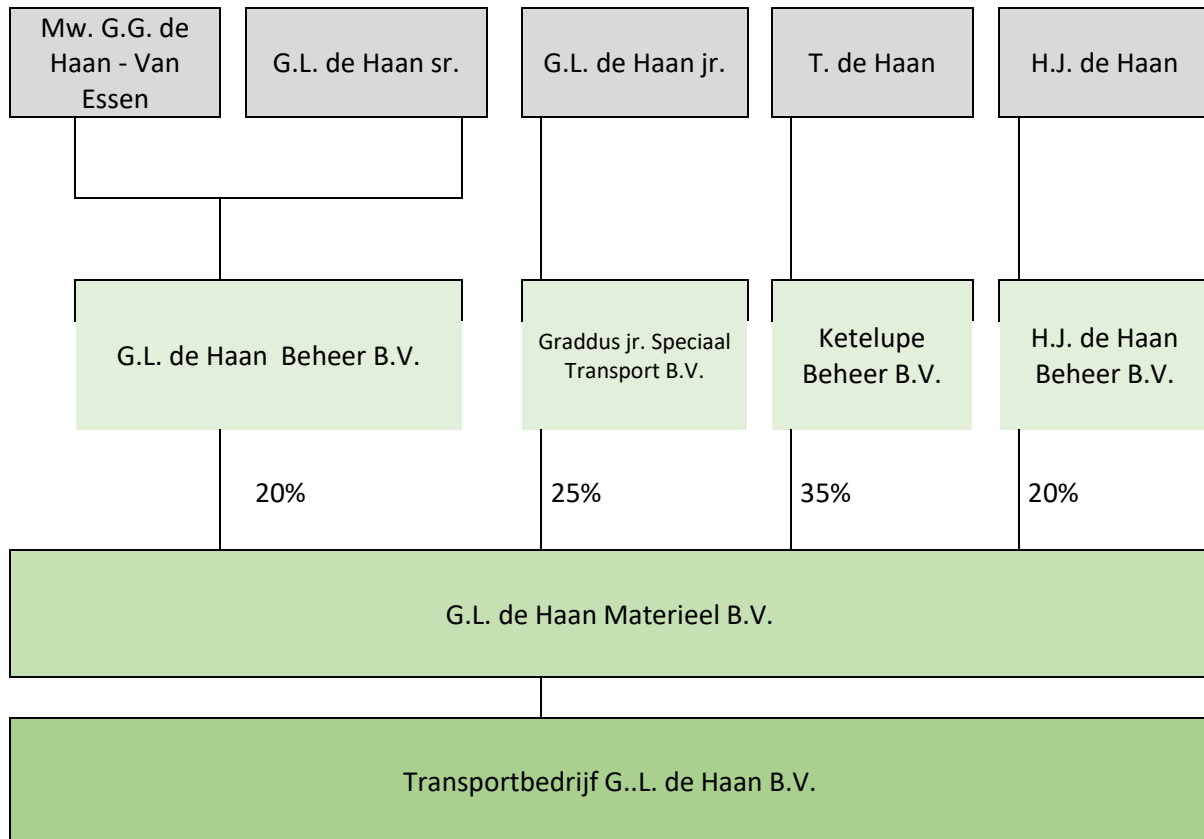 Mw. G.G. de
Haan - Van
Essen
G.L. de Haan sr.
G.L. de Haan jr.
T. de Haan
H.J. de Haan
G.L. de Haan  Beheer B.V.
Graddus jr. Speciaal
Transport B.V.
Ketelupe
Beheer B.V.
H.J. de Haan
Beheer B.V.
20%
25%
35%
20%
G.L. de Haan Materieel B.V.
Transportbedrijf G..L. de Haan B.V.